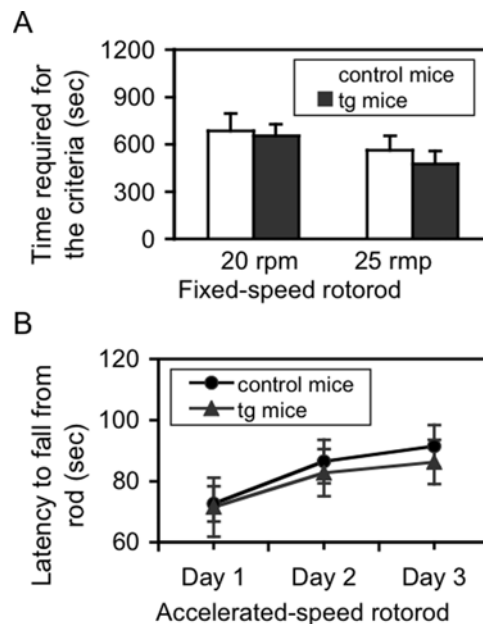 A
Time required for
the criteria (sec)
1200
900
600
300
0
control mice
tg mice
20 rpm
25 rmp
Fixed-speed rotorod
B
Latency to fall from
rod (sec)
120
100
80
60
control mice
tg mice
Day 1
Day 2
Day 3
Accelerated-speed rotorod